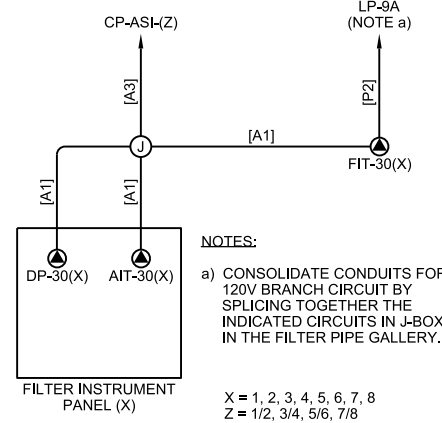 CP-ASI-(Z)
LP-9A
(NOTE a)
[A3]
[P2]
[A1]
J
FIT-30(X)
[A1]
[A1]
DP-30(X)
AIT-30(X)
NOTES:
a) CONSOLIDATE CONDUITS FOR
120V BRANCH CIRCUIT BY
SPLICING TOGETHER THE
INDICATED CIRCUITS IN J-BOX
IN THE FILTER PIPE GALLERY.
FILTER INSTRUMENT
PANEL (X)
X = 1, 2, 3, 4, 5, 6, 7, 8
Z = 1/2, 3/4, 5/6, 7/8